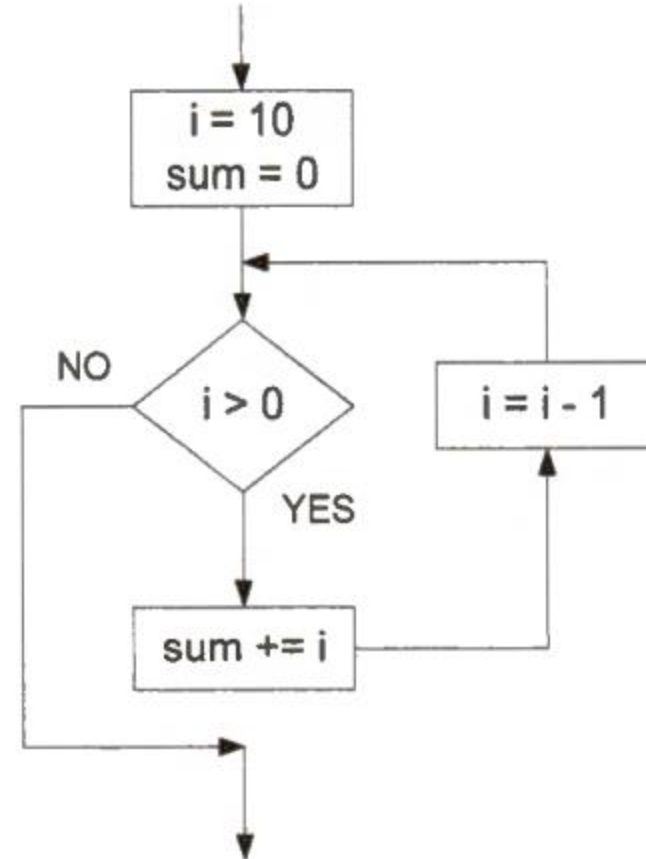 i = 10
sum = 0
NO
i > 0
i = i - 1
YES
sum += i